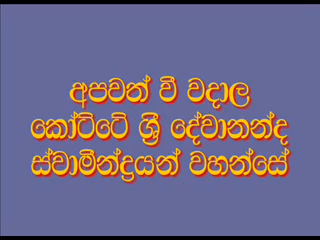 අපවත් වී වදාල
කෝට්ටේ ශ්‍රී දේවානන්ද
ස්වාමීන්ද්‍රයන් වහන්සේ